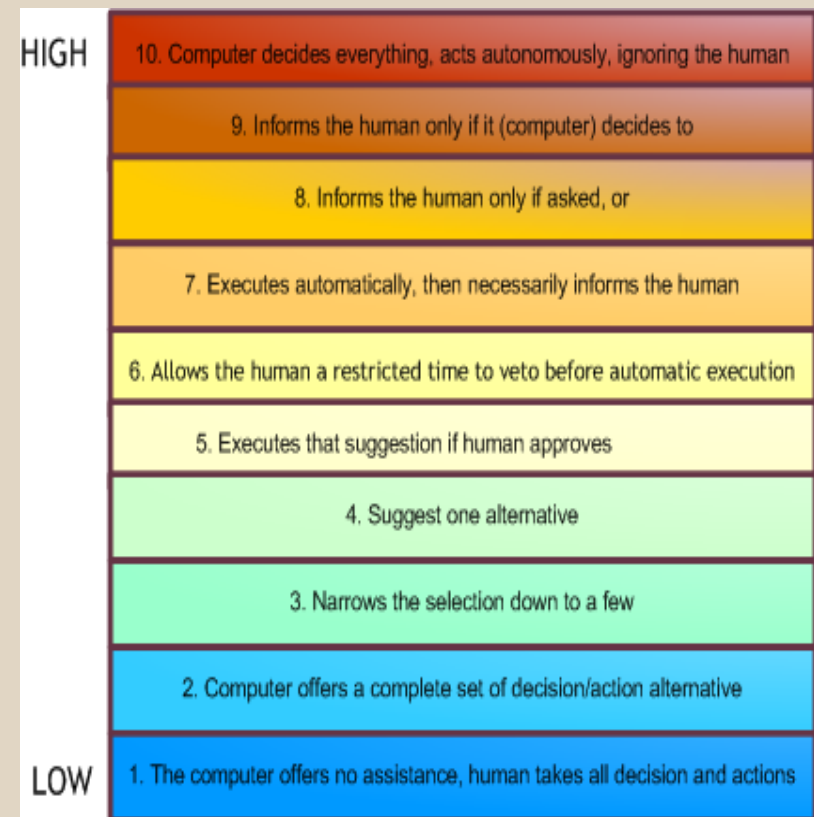 HIGH
10. Computer decides everything, acts autonomously, ignoring the human
9. Informs the human only if it (computer) decides to
8. Informs the human only if asked, or
7. Executes automatically, then necessarily informs the human
6. Allows the human a restricted time to veto before automatic execution
5. Executes that suggestion if human approves
4. Suggest one alternative
3. Narrows the selection down to a few
2. Computer offers a complete set of decision/action alternative
LOW
1. The computer offers no assistance, human takes all decision and actions